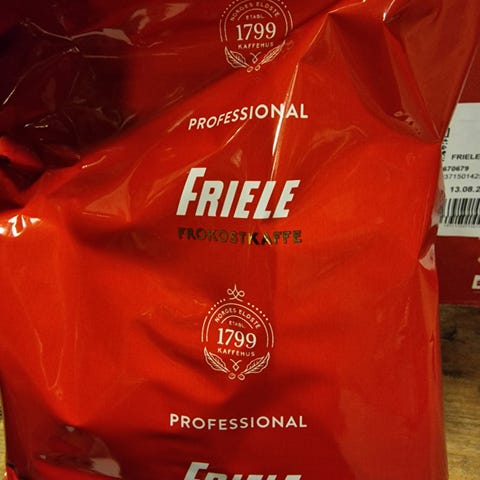 NORGES ELDSTE
ETABL.
1799
KAFFEHUS
PROFESSIONAL
FRIELE
FROKOSTKAFFE
NORGES ELDSTE
ETABL.
1799
KAFFEHUS
PROFESSIONAL
FRIELE
FRIELE
670679
13.08.2